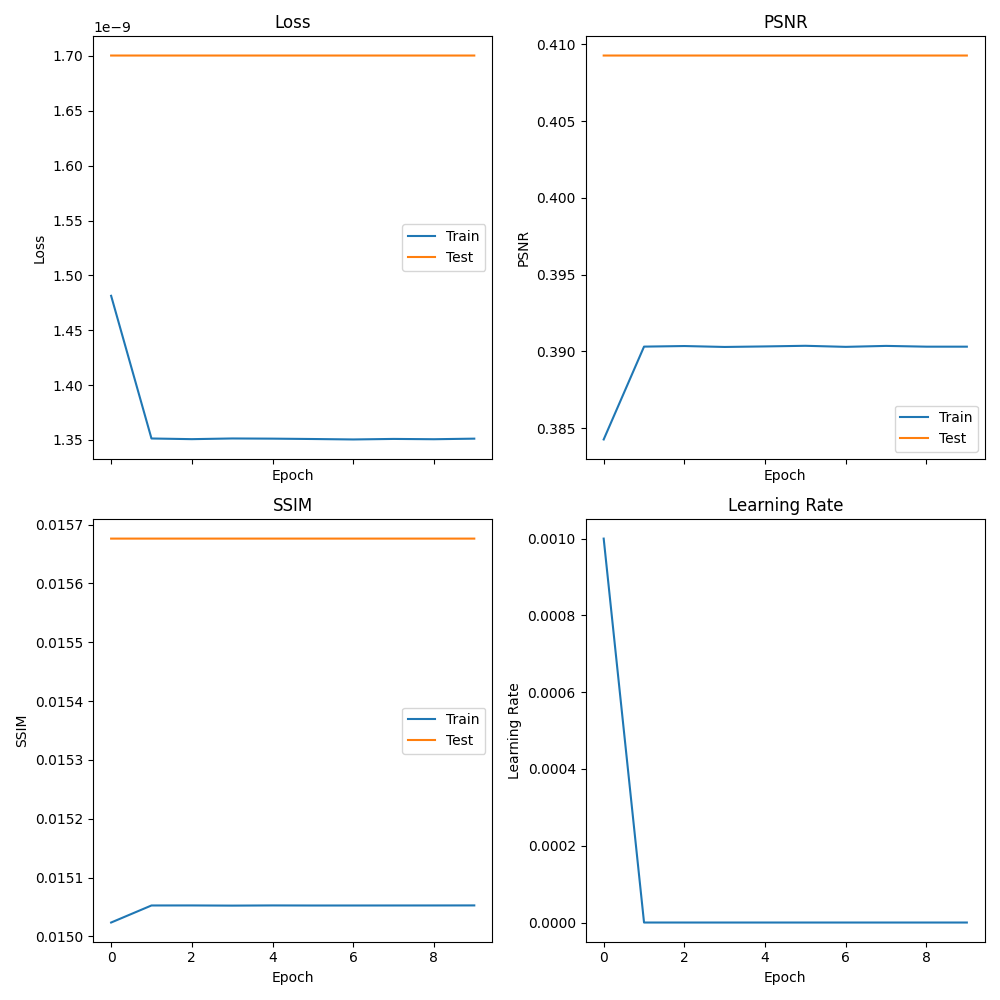 Loss
1e−9
1.70
1.65
1.60
1.55
1.50
1.45
1.40
1.35
Loss
Train
Test
Epoch
PSNR
0.410
0.405
0.400
0.395
0.390
0.385
PSNR
Train
Test
Epoch
SSIM
0.0157
0.0156
0.0155
0.0154
0.0153
0.0152
0.0151
0.0150
SSIM
Train
Test
0 2 4 6 8
Epoch
Learning Rate
0.0010
0.0008
0.0006
0.0004
0.0002
0.0000
Learning Rate
0 2 4 6 8
Epoch